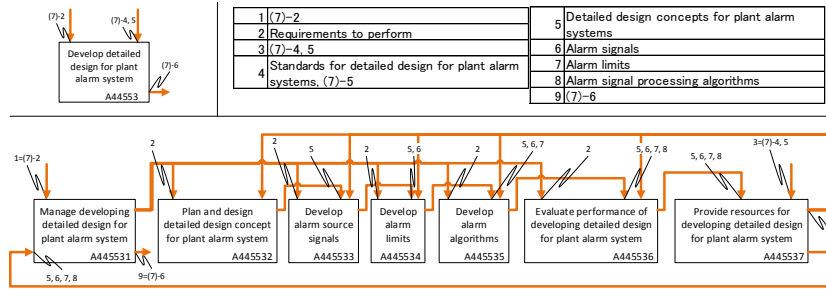 (7)-2
(7)-4, 5
Develop detailed
design for plant
alarm system
A44553
(7)-6
1 (7)-2
2 Requirements to perform
3 (7)-4, 5
4 Standards for detailed design for plant alarm
systems, (7)-5
5 Detailed design concepts for plant alarm
systems
6 Alarm signals
7 Alarm limits
8 Alarm signal processing algorithms
9 (7)-6
1=(7)-2
2
2
5
2
5, 6
2
5, 6, 7
2
5, 6, 7, 8
5, 6, 7, 8
3=(7)-4, 5
Manage developing
detailed design for
plant alarm system
A445531
Plan and design
detailed design concept
for plant alarm system
A445532
Develop
alarm source
signals
A445533
Develop
alarm
limits
A445534
Develop
alarm
algorithms
A445535
Evaluate performance of
developing detailed design
for plant alarm system
A445536
Provide resources for
developing detailed design
for plant alarm system
A445537
5, 6, 7, 8
9=(7)-6